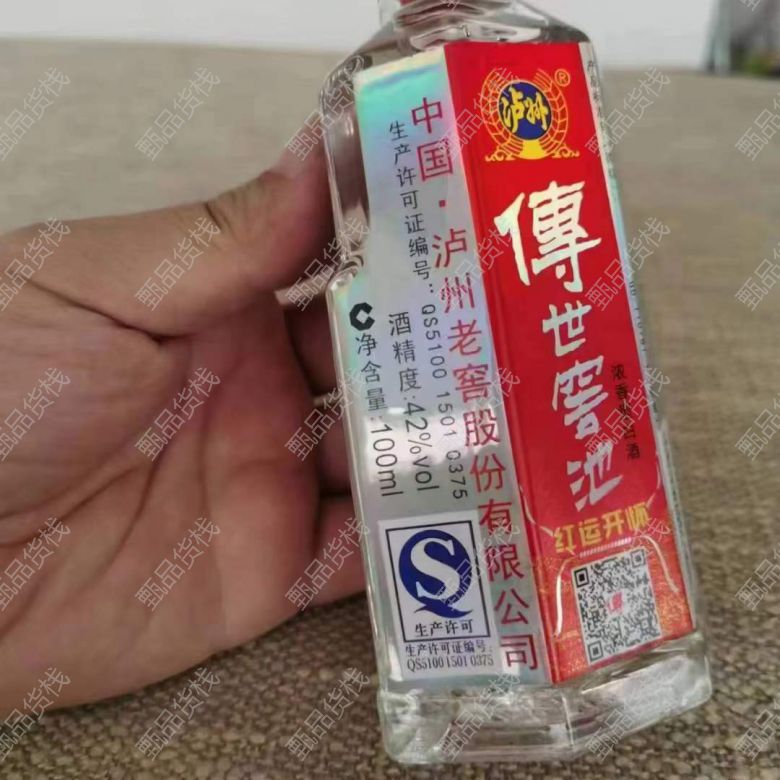 泸州
®
傳世窖池
浓香型白酒
红运开怀
中国·泸州老窖股份有限公司
生产许可证编号:QS5100 1501 0375
酒精度:42%vol
净含量:100ml
生产许可
生产许可证编号:
QS5100 1501 0375
甄品货栈